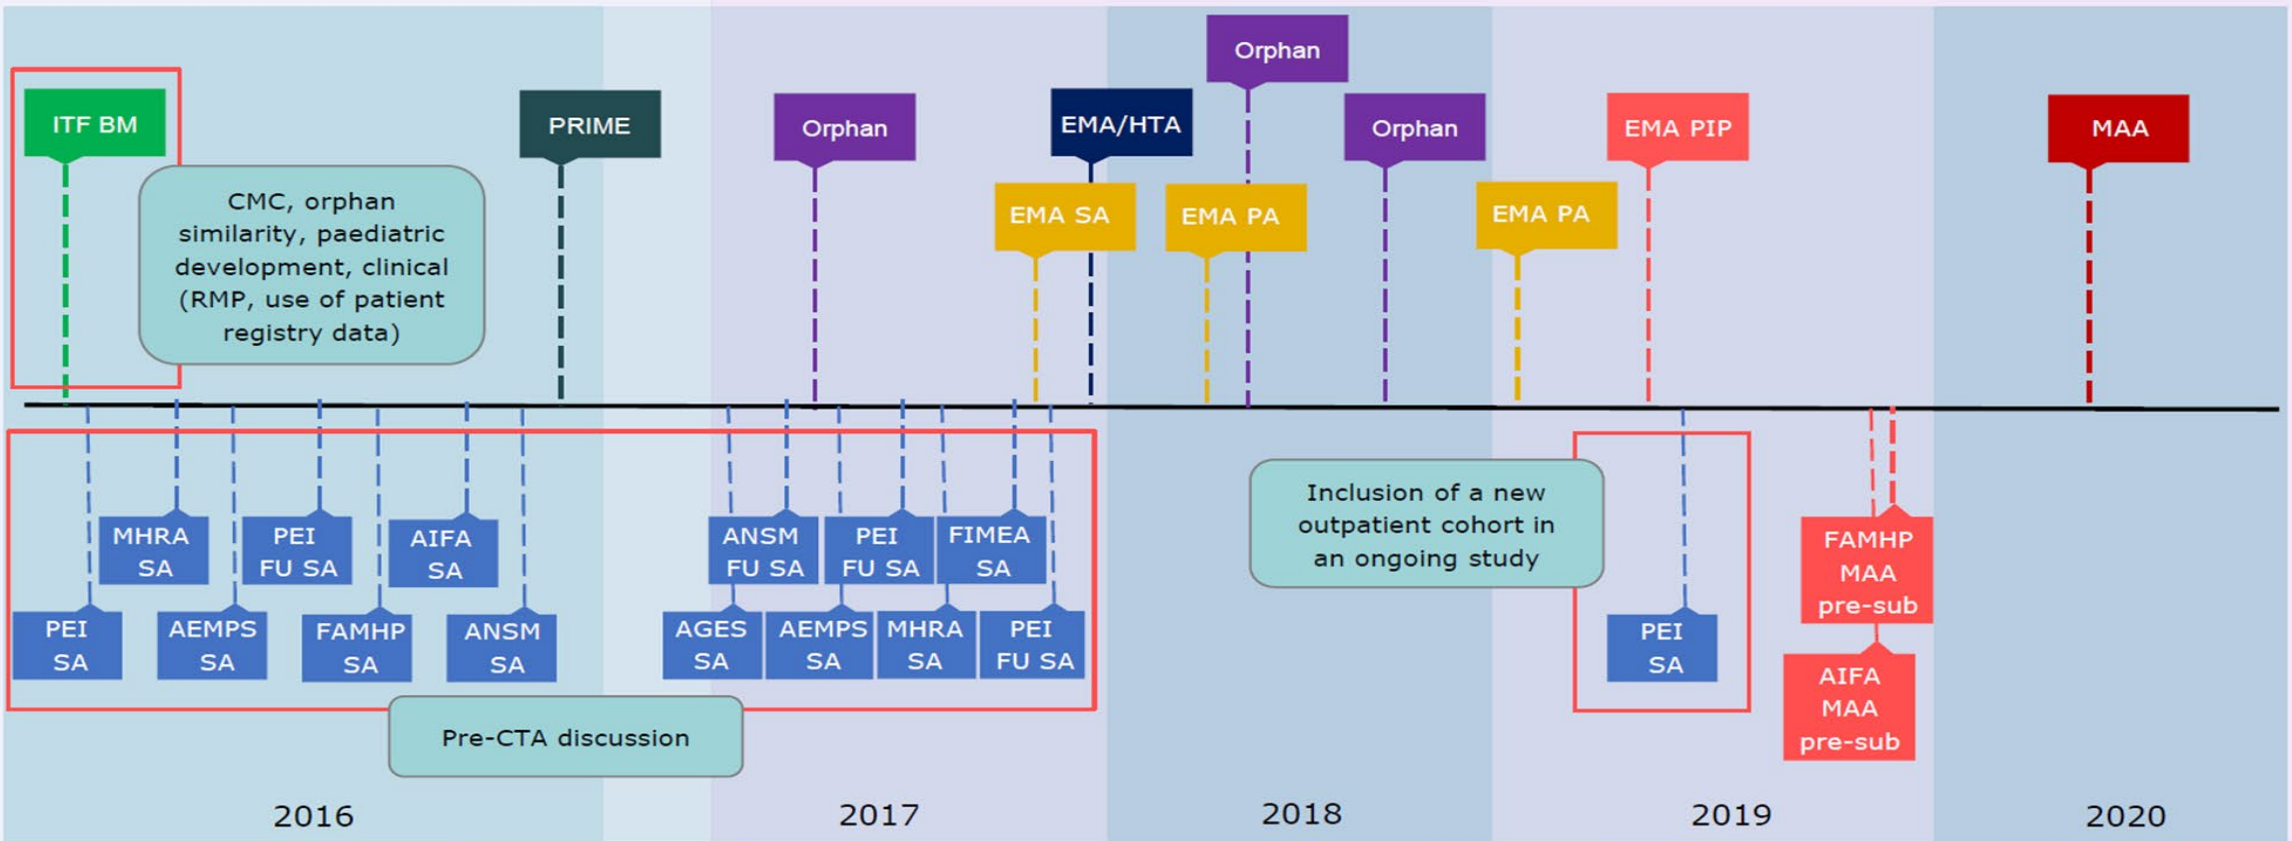 Orphan
ITF BM
PRIME
Orphan
EMA/HTA
Orphan
EMA PIP
MAA
EMA SA
EMA PA
EMA PA
CMC, orphan
similarity, paediatric
development, clinical
(RMP, use of patient
registry data)
MHRA
SA
PEI
FU SA
AIFA
SA
ANSM
FU SA
PEI
FU SA
FIMEA
SA
PEI
SA
AEMPS
SA
FAMHP
SA
ANSM
SA
AGES
SA
AEMPS
SA
MHRA
SA
PEI
FU SA
Inclusion of a new
outpatient cohort in
an ongoing study
PEI
SA
FAMHP
MAA
pre-sub
AIFA
MAA
pre-sub
Pre-CTA discussion
2016
2017
2018
2019
2020